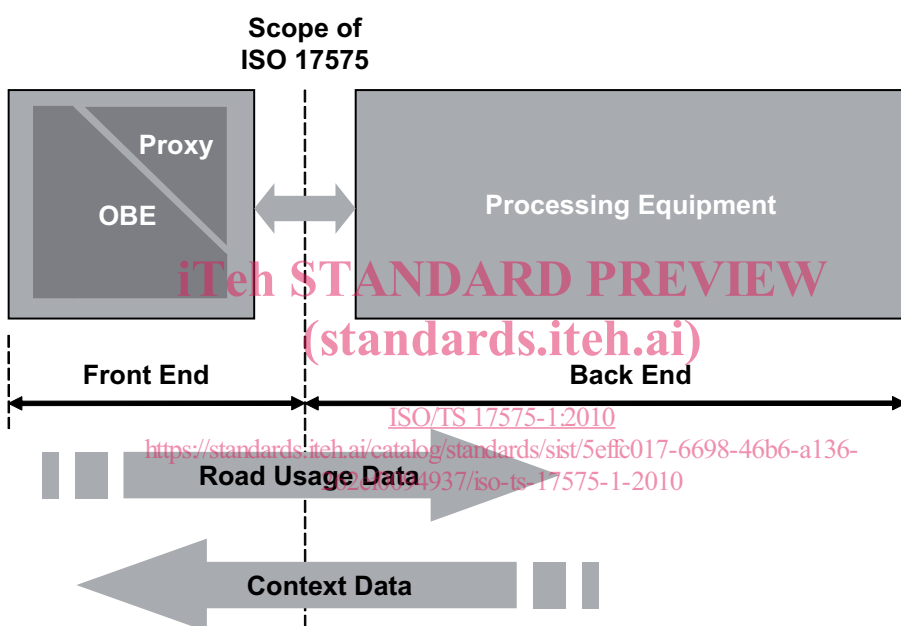 Scope of
ISO 17575
Proxy
OBE
Processing Equipment
iTeh STANDARD PREVIEW
(standards.iteh.ai)
Front End
Back End
ISO/TS 17575-1:2010
https://standards.iteh.ai/catalog/standards/sist/5effc017-6698-46b6-a136-
Road Usage Data
4937/iso-ts-17575-1-2010
Context Data